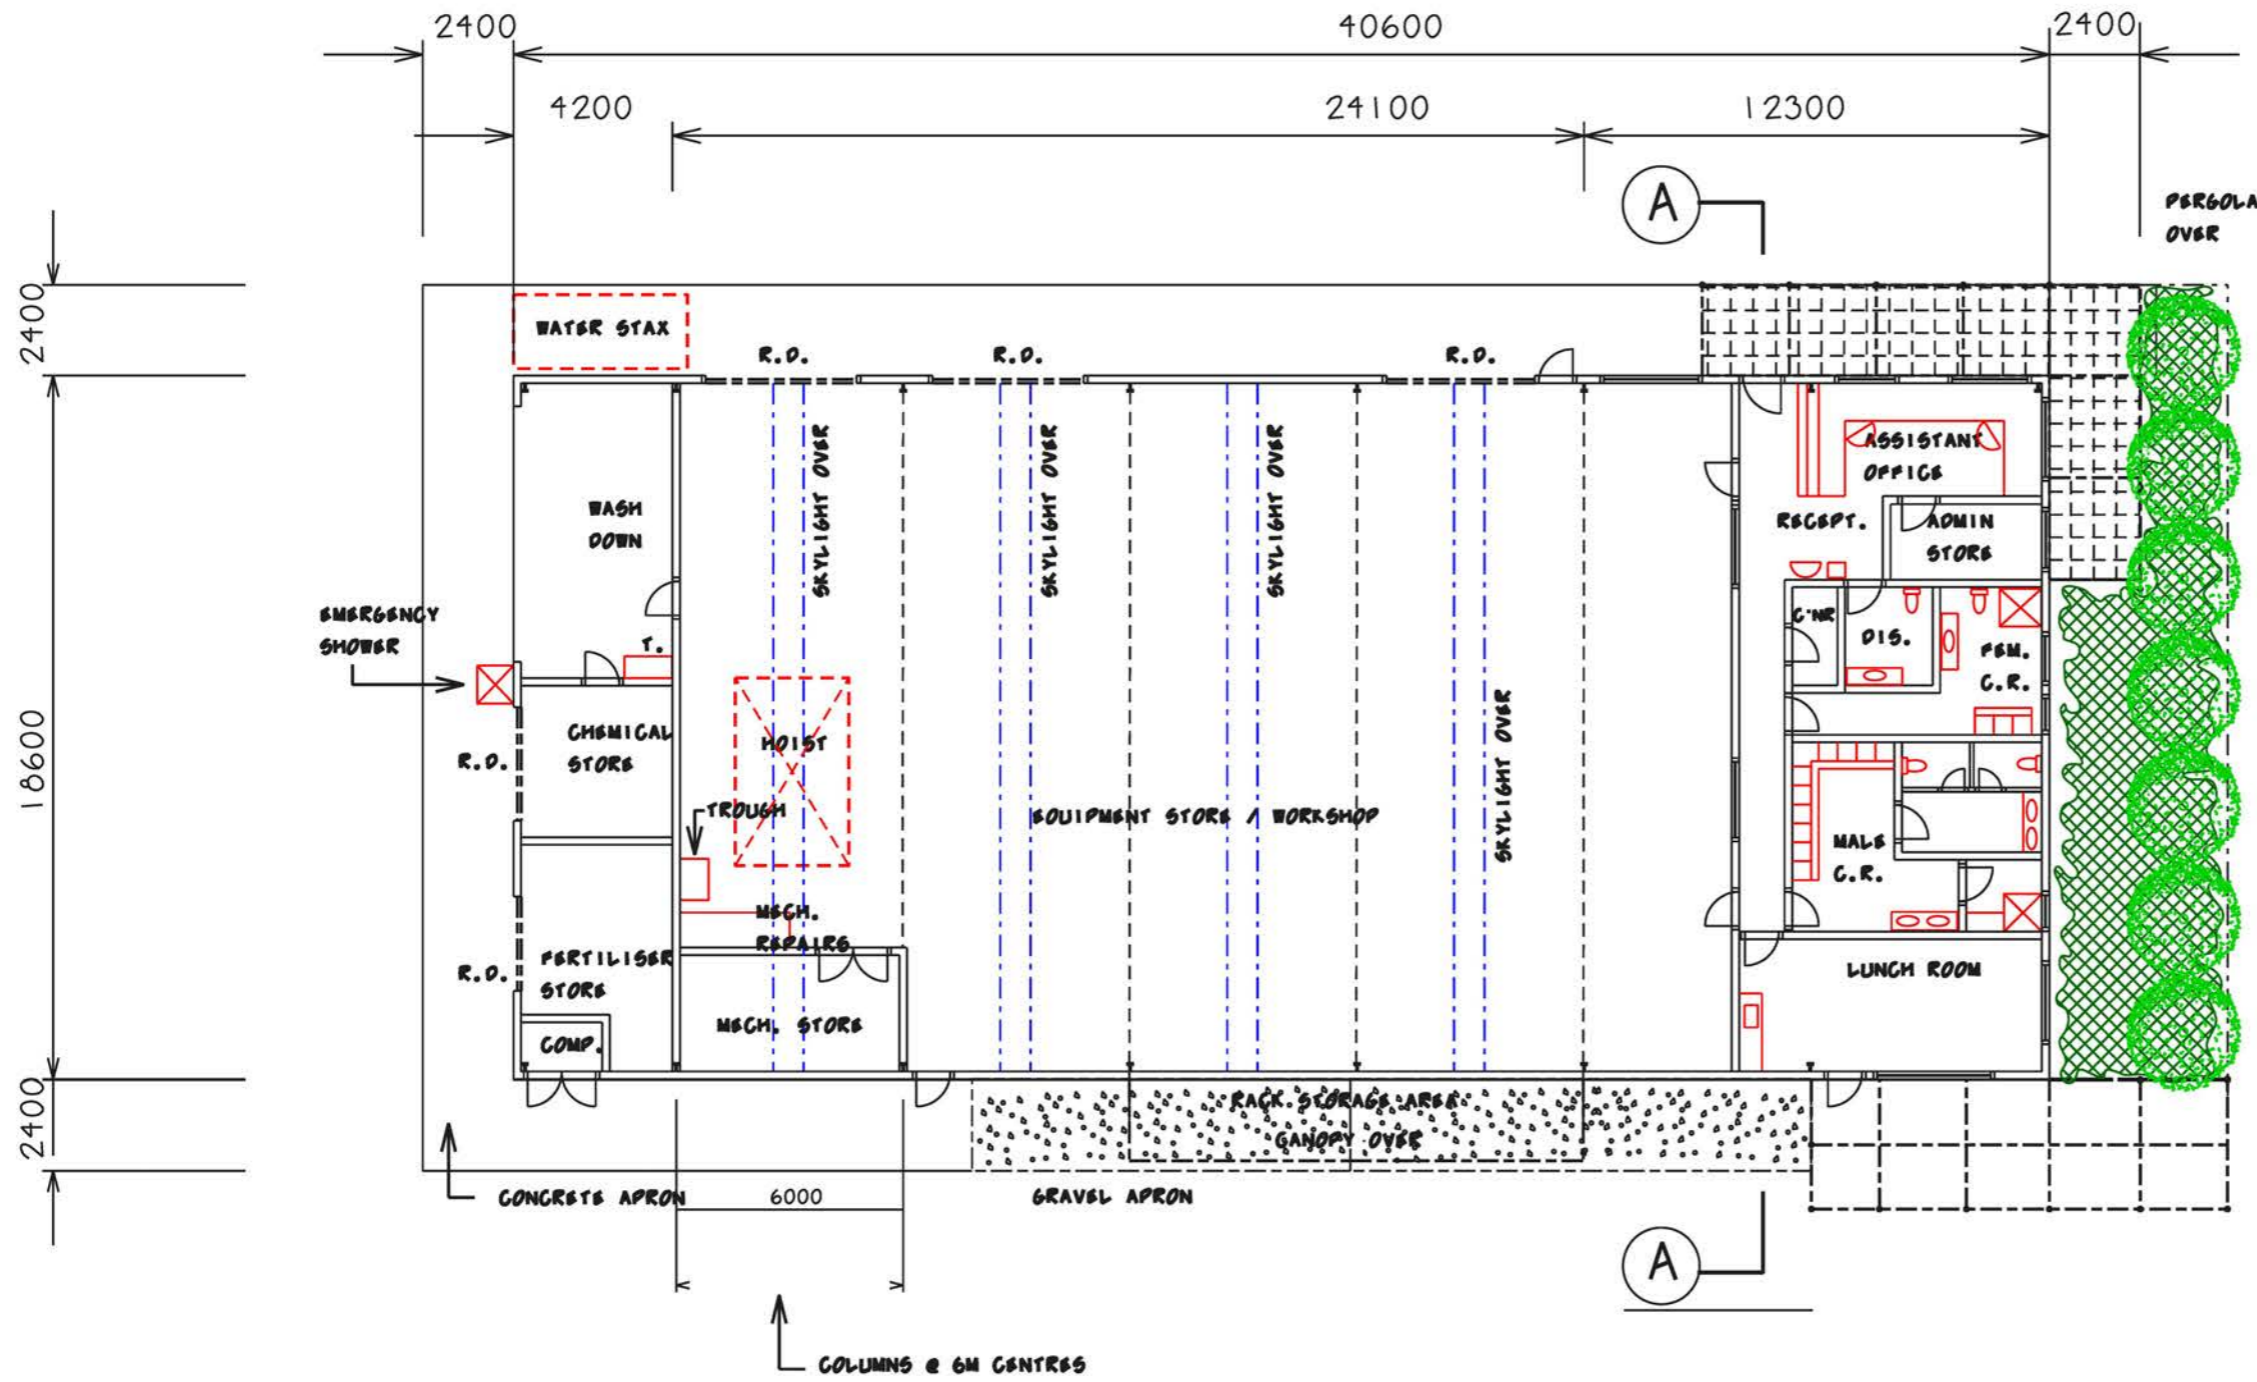 2400
40600
2400
4200
24100
12300
A
PERGOLA
OVER
2400
WATER STAX
R.D.
R.D.
R.D.
SKYLIGHT OVER
SKYLIGHT OVER
SKYLIGHT OVER
ASSISTANT
OFFICE
WASH
DOWN
RECEPT.
ADMIN
STORE
EMERGENCY
SHOWER
T.
C'NR
DIS.
FEM.
C.R.
18600
CHEMICAL
STORE
R.D.
HOIST
TROUGH
EQUIPMENT STORE / WORKSHOP
SKYLIGHT OVER
MALE
C.R.
MECH.
REPAIRS
FERTILISER
STORE
R.D.
LUNCH ROOM
MECH. STORE
COMP.
2400
RACK STORAGE AREA
CANOPY OVER
CONCRETE APRON
6000
GRAVEL APRON
A
COLUMNS @ 6M CENTRES